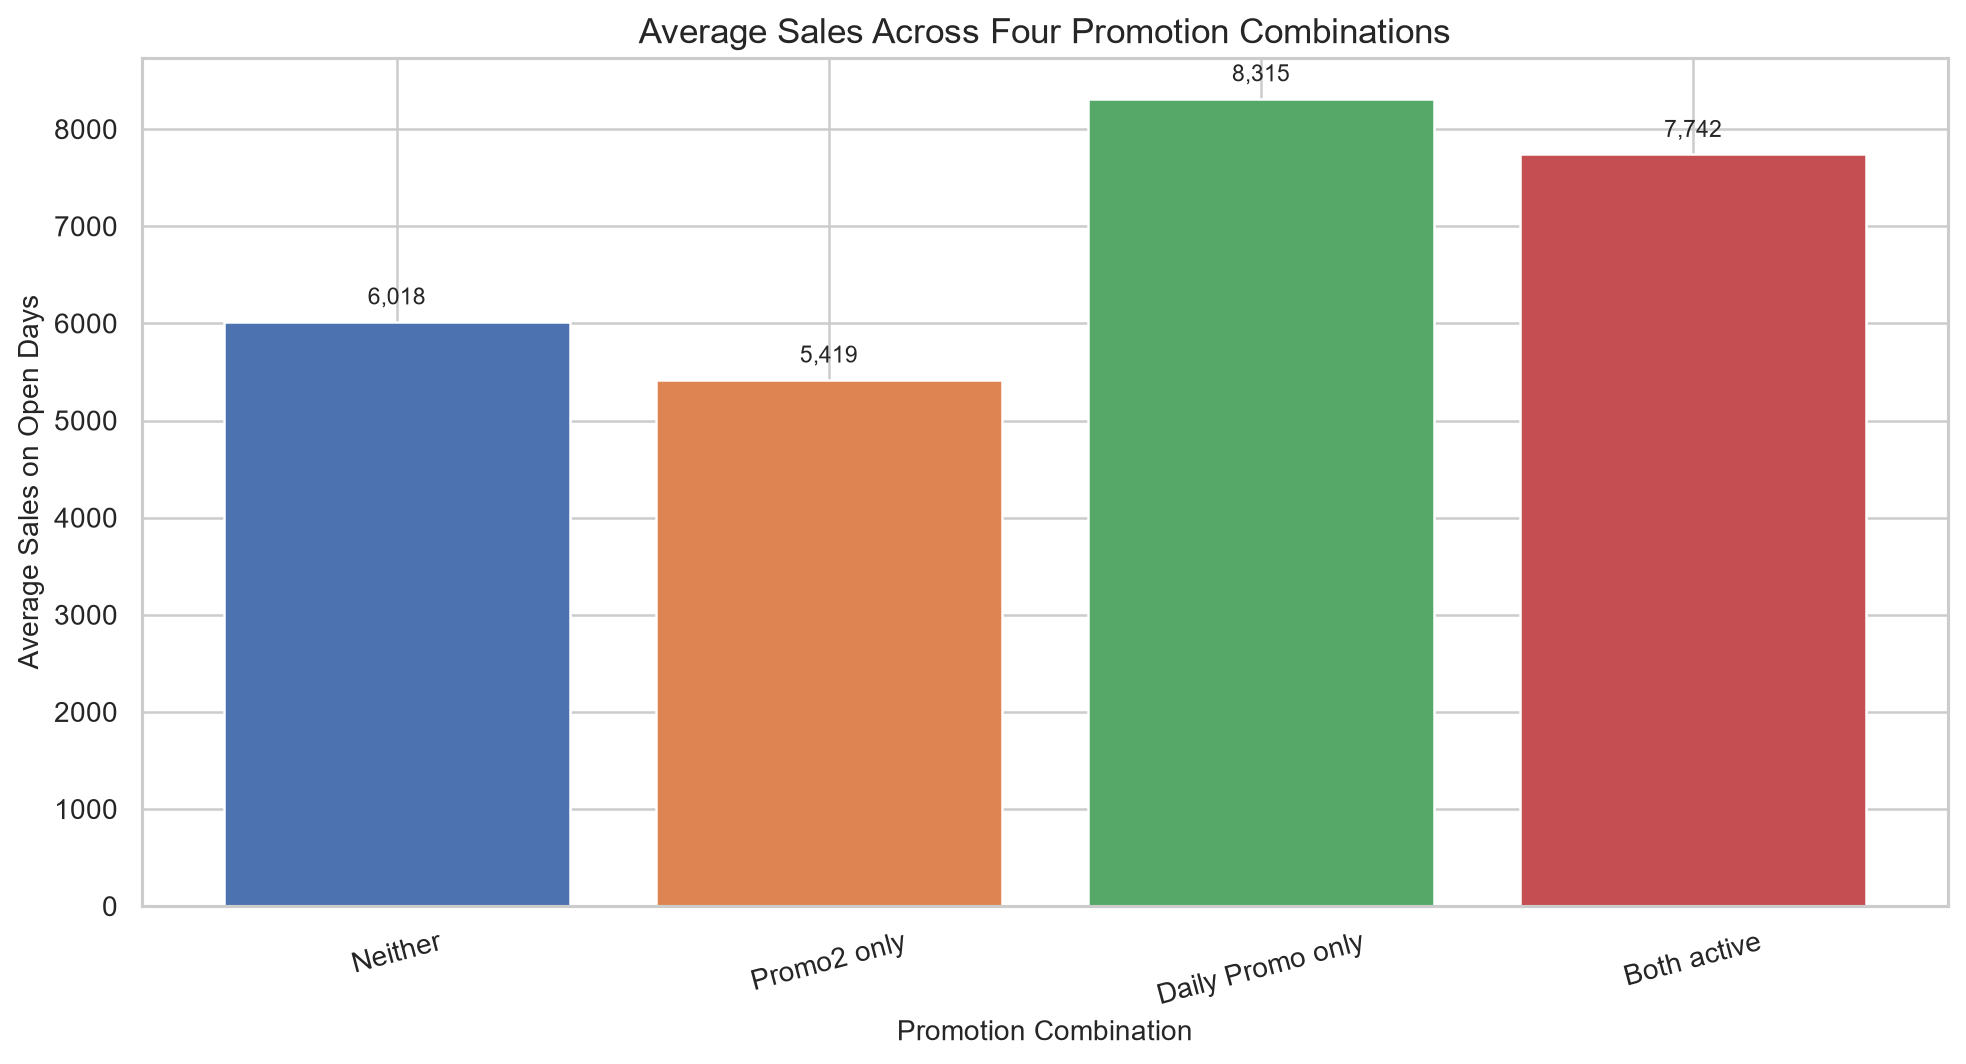 Average Sales Across Four Promotion Combinations
Average Sales on Open Days
8000
7000
6000
5000
4000
3000
2000
1000
0
6,018
5,419
8,315
7,742
Neither
Promo2 only
Daily Promo only
Both active
Promotion Combination